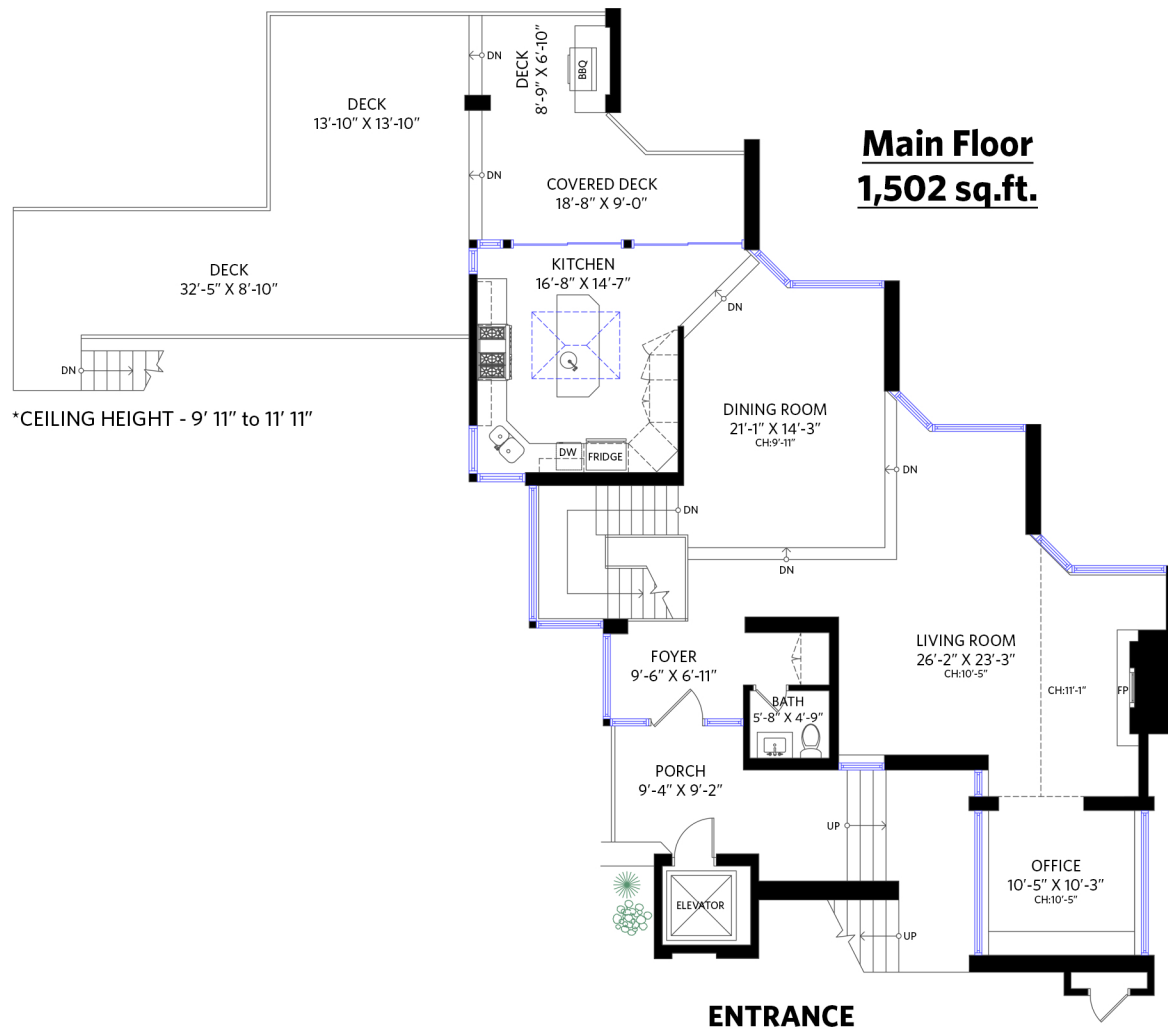 DN
DECK
8'-9" X 6'-10"
BBQ
DECK
13'-10" X 13'-10"
Main Floor
1,502 sq.ft.
DN
COVERED DECK
18'-8" X 9'-0"
DECK
32'-5" X 8'-10"
KITCHEN
16'-8" X 14'-7"
DN
DN
*CEILING HEIGHT - 9' 11" to 11' 11"
DINING ROOM
21'-1" X 14'-3"
CH:9'-11"
DW
FRIDGE
DN
DN
DN
FOYER
9'-6" X 6'-11"
LIVING ROOM
26'-2" X 23'-3"
CH:10'-5"
CH:11'-1"
FP
BATH
5'-8" X 4'-9"
PORCH
9'-4" X 9'-2"
UP
OFFICE
10'-5" X 10'-3"
CH:10'-5"
ELEVATOR
UP
ENTRANCE